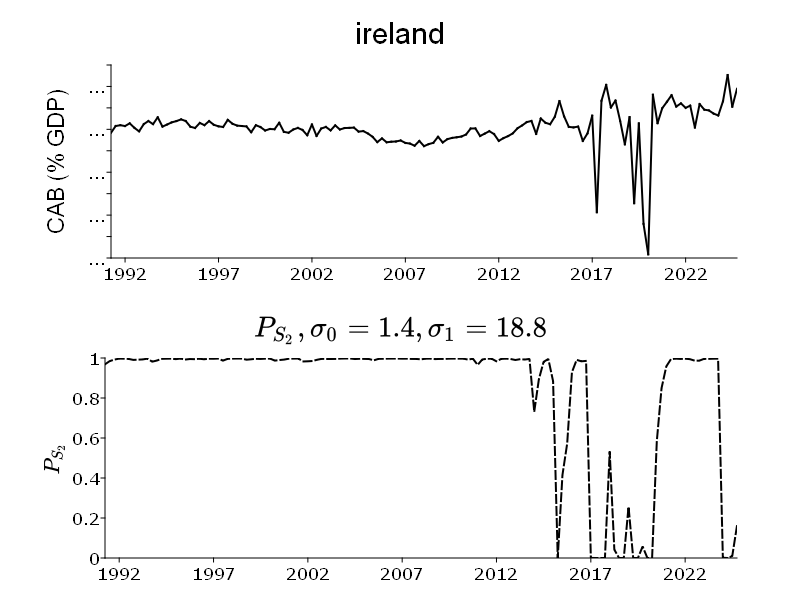 ireland
CAB (% GDP)
...
...
...
...
...
1992 1997 2002 2007 2012 2017 2022
P_{S_2}, σ_0 = 1.4, σ_1 = 18.8
P_{S_2}
1
0.8
0.6
0.4
0.2
0
1992 1997 2002 2007 2012 2017 2022